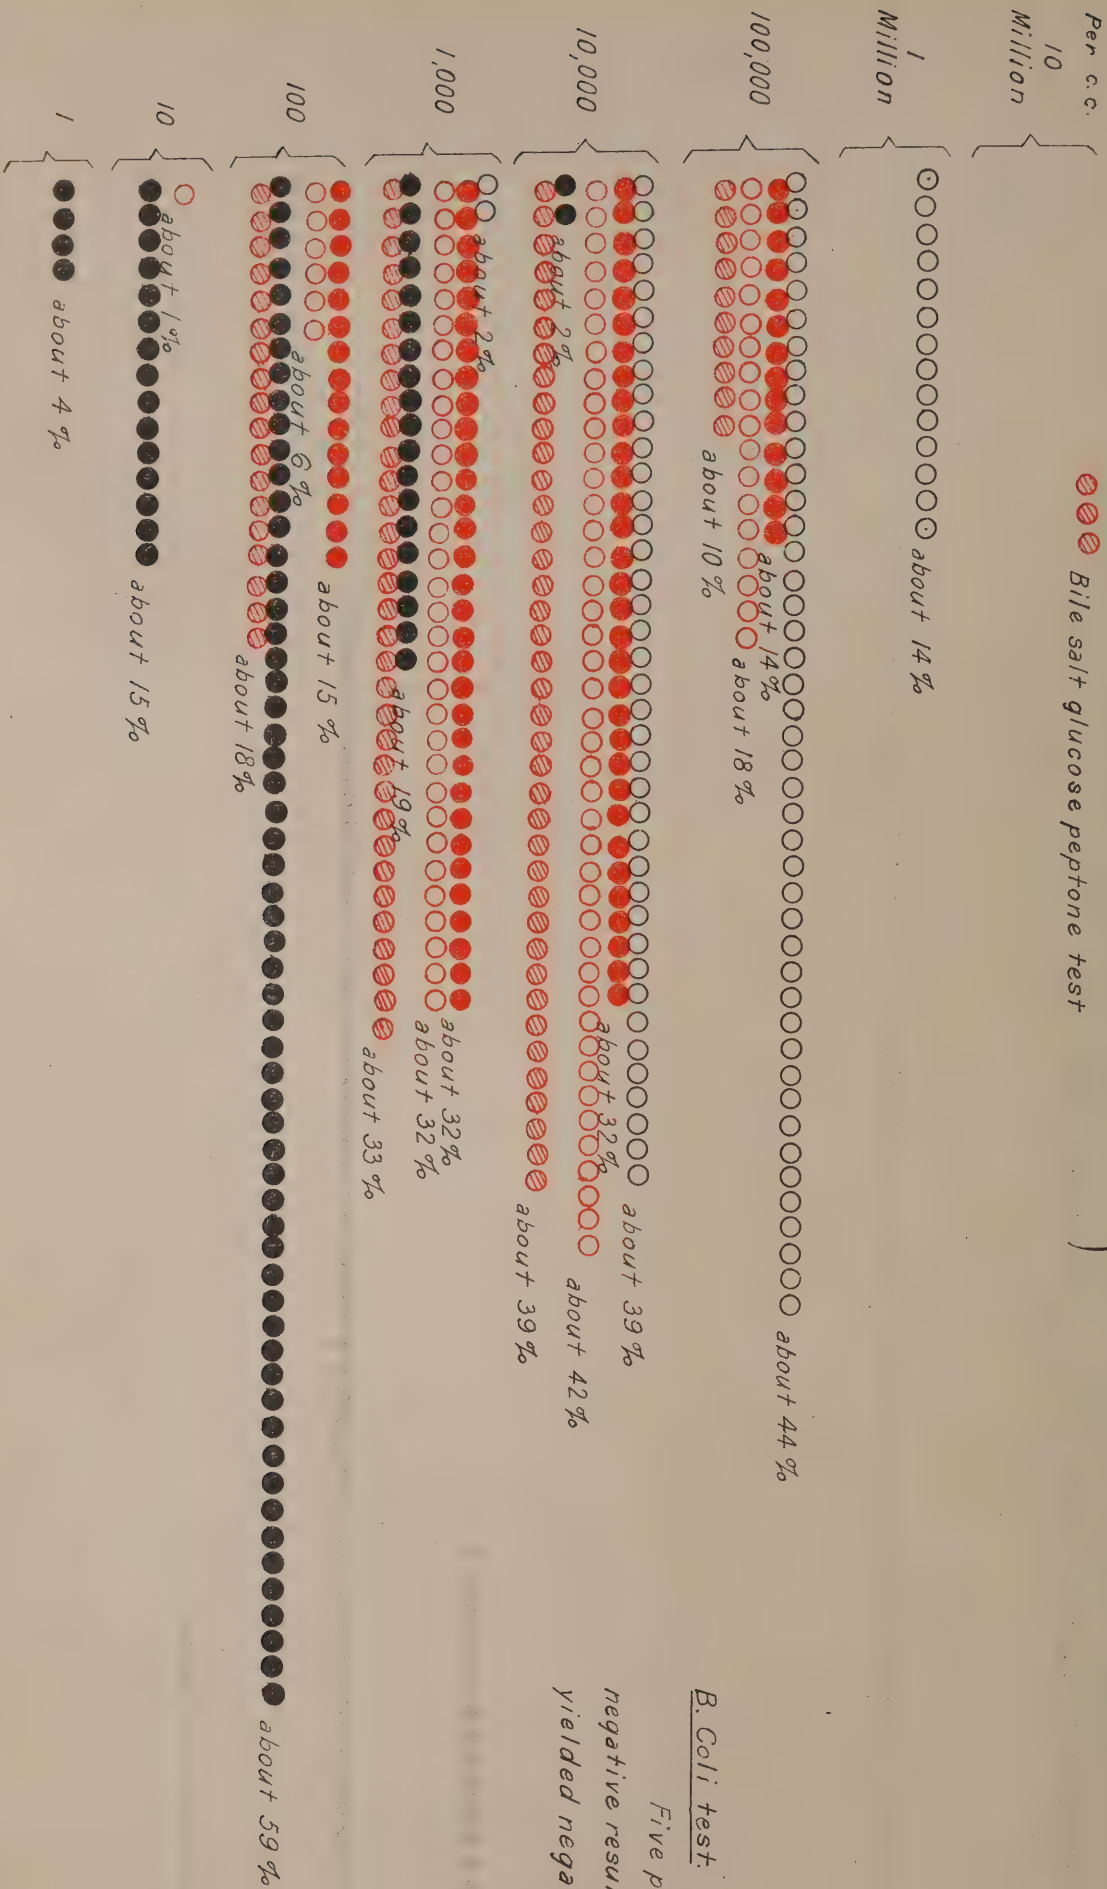 Per c.c.
Bile salt glucose peptone test )
10
Million
1
Million
about 14 %
100,000
about 44 %
about 14 %
about 18 %
about 10 %
10,000
about 39 %
about 32 %
about 42 %
about 2 %
about 39 %
1,000
about 2 %
about 32 %
about 32 %
about 19 %
about 33 %
100
about 15 %
about 6 %
about 59 %
about 18 %
10
about 1 %
about 15 %
1
about 4 %
B. Coli test.
Five p
negative resu
yielded nega